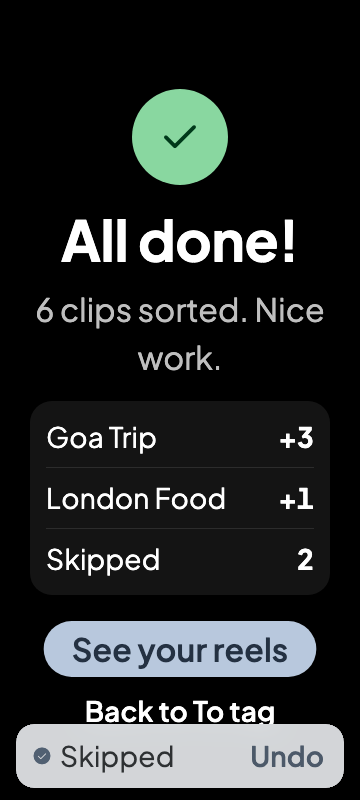 All done!
6 clips sorted. Nice
work.
Goa Trip +3
London Food +1
Skipped 2
See your reels
Back to To tag
Skipped Undo